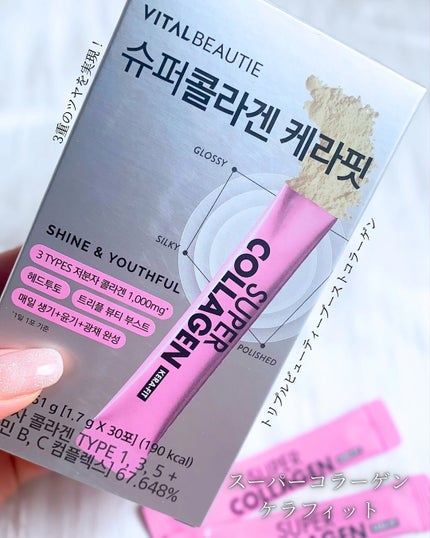 VITALBEAUTIE
슈퍼콜라겐 케라핏
3重のツヤを実現！
GLOSSY
SILKY
POLISHED
SHINE & YOUTHFUL
3 TYPES 저분자 콜라겐 1,000mg*
헤드투토 트리플 뷰티 부스트
매일 생기+윤기+광채 완성
*1일 1포 기준
SUPER
COLLAGEN
KERA-FIT
51 g [1.7 g X 30포] (190 kcal)
자 콜라겐 TYPE 1, 3, 5 +
민 B, C 컴플렉스] 67.648%
トリプルビューティーブーストコラーゲン
SUPER
COLLAGEN
SUPER
COLLAGEN
スーパーコラーゲン
ケラフィット